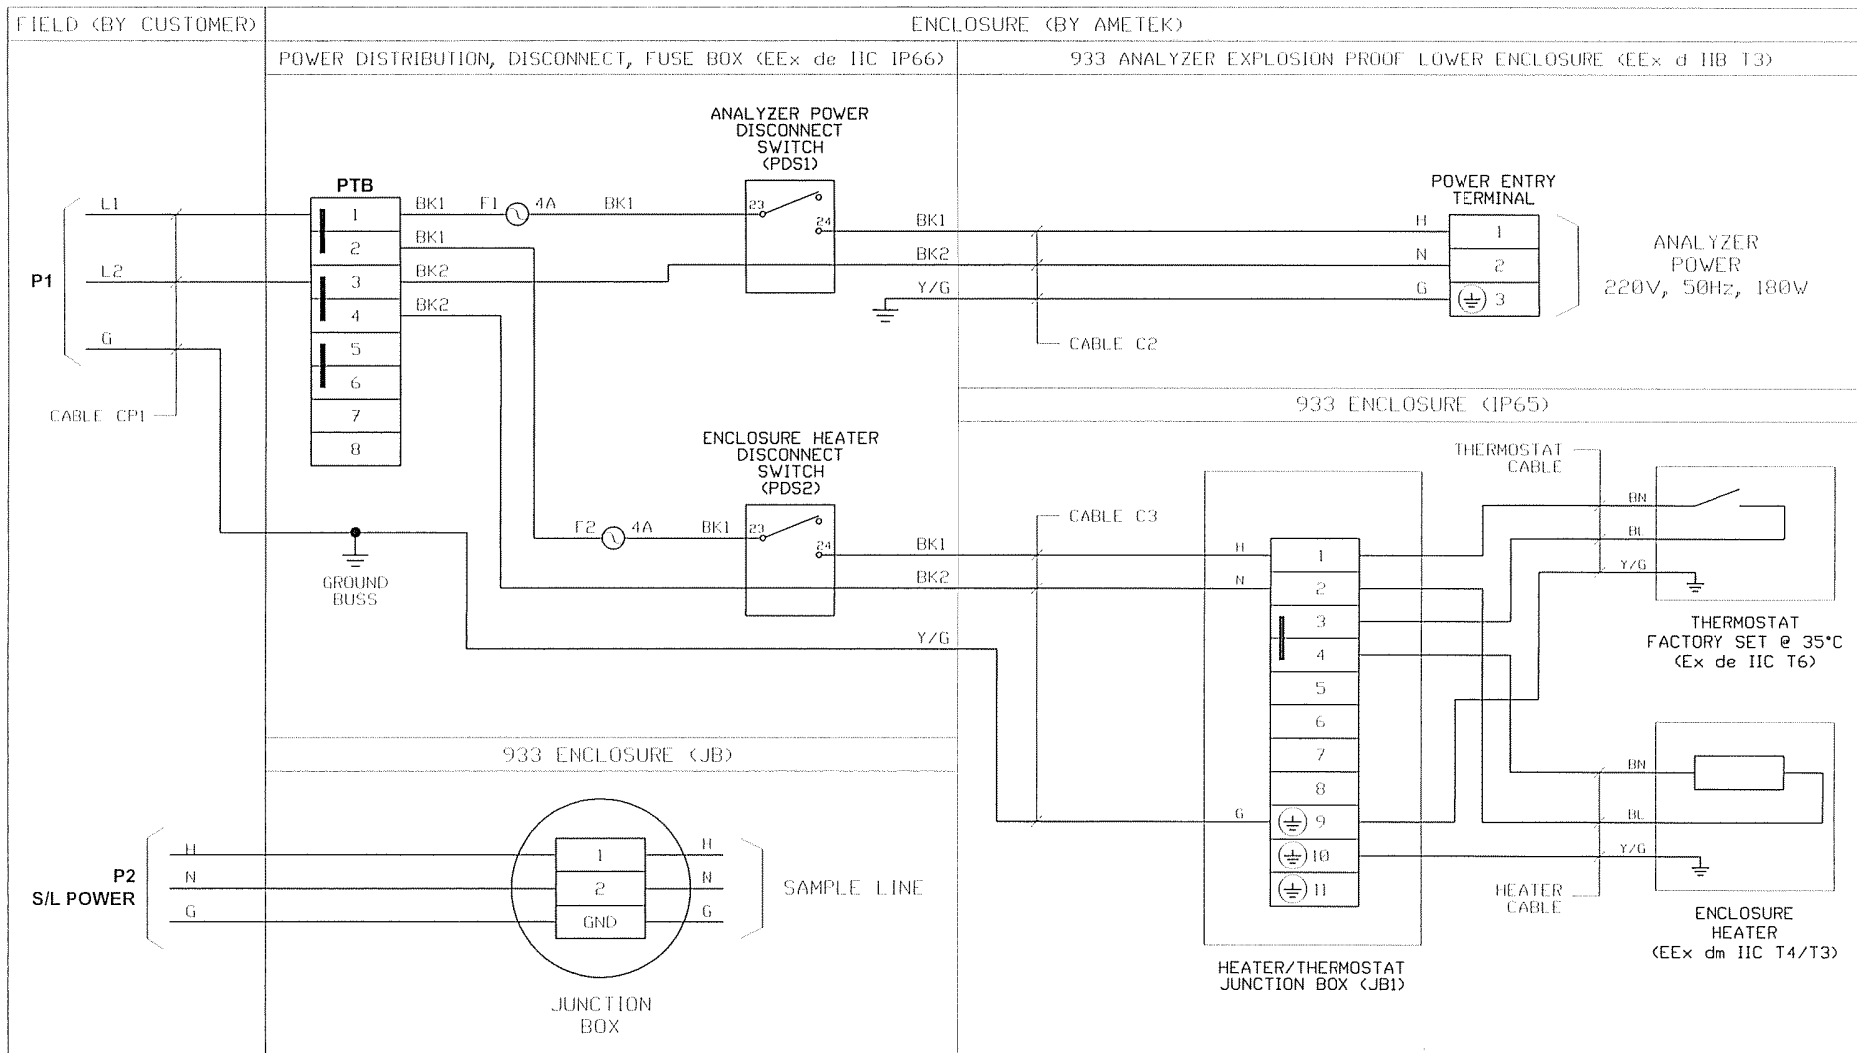 FIELD (BY CUSTOMER)
ENCLOSURE (BY AMETEK)
POWER DISTRIBUTION, DISCONNECT, FUSE BOX (EEx de IIC IP66)
933 ANALYZER EXPLOSION PROOF LOWER ENCLOSURE (EEx d IIB T3)
ANALYZER POWER
DISCONNECT
SWITCH
(PDS1)
PTB
P1
L1
L2
G
CABLE CP1
1
2
3
4
5
6
7
8
BK1
F1
4A
BK1
BK1
BK2
BK2
23
24
BK1
BK2
Y/G
CABLE C2
POWER ENTRY
TERMINAL
H
N
G
1
2
3
ANALYZER
POWER
220V, 50Hz, 180W
933 ENCLOSURE (IP65)
ENCLOSURE HEATER
DISCONNECT
SWITCH
(PDS2)
F2
4A
BK1
23
24
BK1
BK2
Y/G
GROUND
BUSS
CABLE C3
H
N
G
1
2
3
4
5
6
7
8
9
10
11
HEATER/THERMOSTAT
JUNCTION BOX (JB1)
THERMOSTAT
CABLE
BN
BL
Y/G
THERMOSTAT
FACTORY SET @ 35°C
(Ex de IIC T6)
BN
BL
Y/G
HEATER
CABLE
ENCLOSURE
HEATER
(EEx dm IIC T4/T3)
933 ENCLOSURE (JB)
P2
S/L POWER
H
N
G
1
2
GND
H
N
G
SAMPLE LINE
JUNCTION
BOX